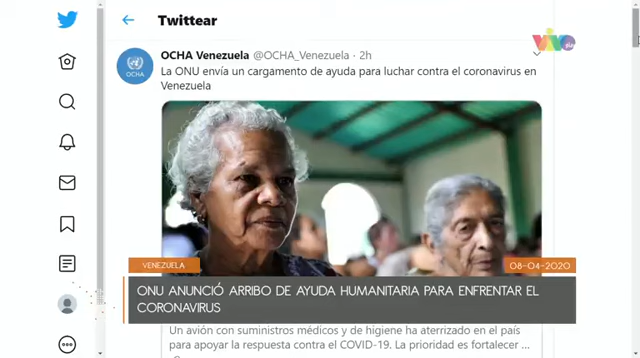 Twittear
VIVO play
OCHA Venezuela @OCHA_Venezuela · 2h
La ONU envía un cargamento de ayuda para luchar contra el coronavirus en
Venezuela
OCHA
VENEZUELA
08-04-2020
ONU ANUNCIÓ ARRIBO DE AYUDA HUMANITARIA PARA ENFRENTAR EL
CORONAVIRUS
Un avión con suministros médicos y de higiene ha aterrizado en el país
para apoyar la respuesta contra el COVID-19. La prioridad es fortalecer ...